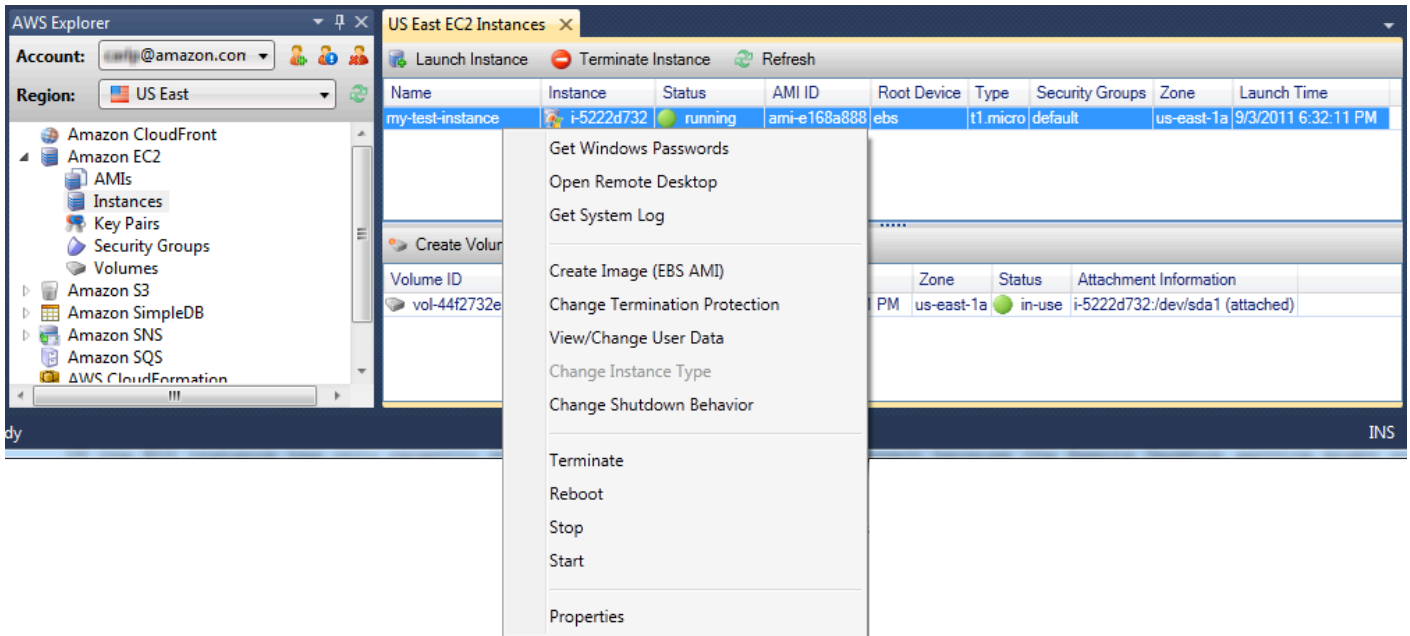 AWS Explorer
Account: @amazon.con
Region: US East
Amazon CloudFront
Amazon EC2
AMIs
Instances
Key Pairs
Security Groups
Volumes
Amazon S3
Amazon SimpleDB
Amazon SNS
Amazon SQS
AWS CloudFormation
US East EC2 Instances
Launch Instance Terminate Instance Refresh
Name Instance Status AMI ID Root Device Type Security Groups Zone Launch Time
my-test-instance i-5222d732 running ami-e168a888 ebs t1.micro default us-east-1a 9/3/2011 6:32:11 PM
Get Windows Passwords
Open Remote Desktop
Get System Log
Create Image (EBS AMI)
Change Termination Protection
View/Change User Data
Change Instance Type
Change Shutdown Behavior
Terminate
Reboot
Stop
Start
Properties
Create Volur
Volume ID Zone Status Attachment Information
vol-44f2732e PM us-east-1a in-use i-5222d732:/dev/sda1 (attached)
dy INS